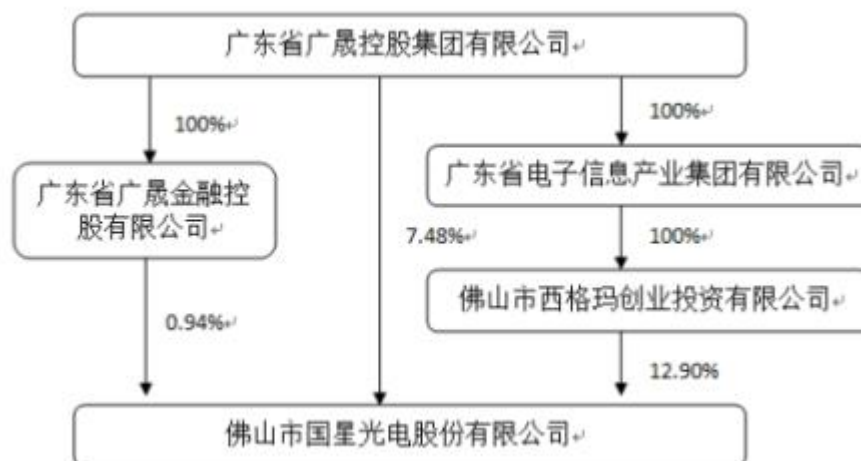 广东省广晟控股集团有限公司
100%
100%
广东省广晟金融控
股有限公司
广东省电子信息产业集团有限公司
7.48%
100%
佛山市西格玛创业投资有限公司
0.94%
12.90%
佛山市国星光电股份有限公司